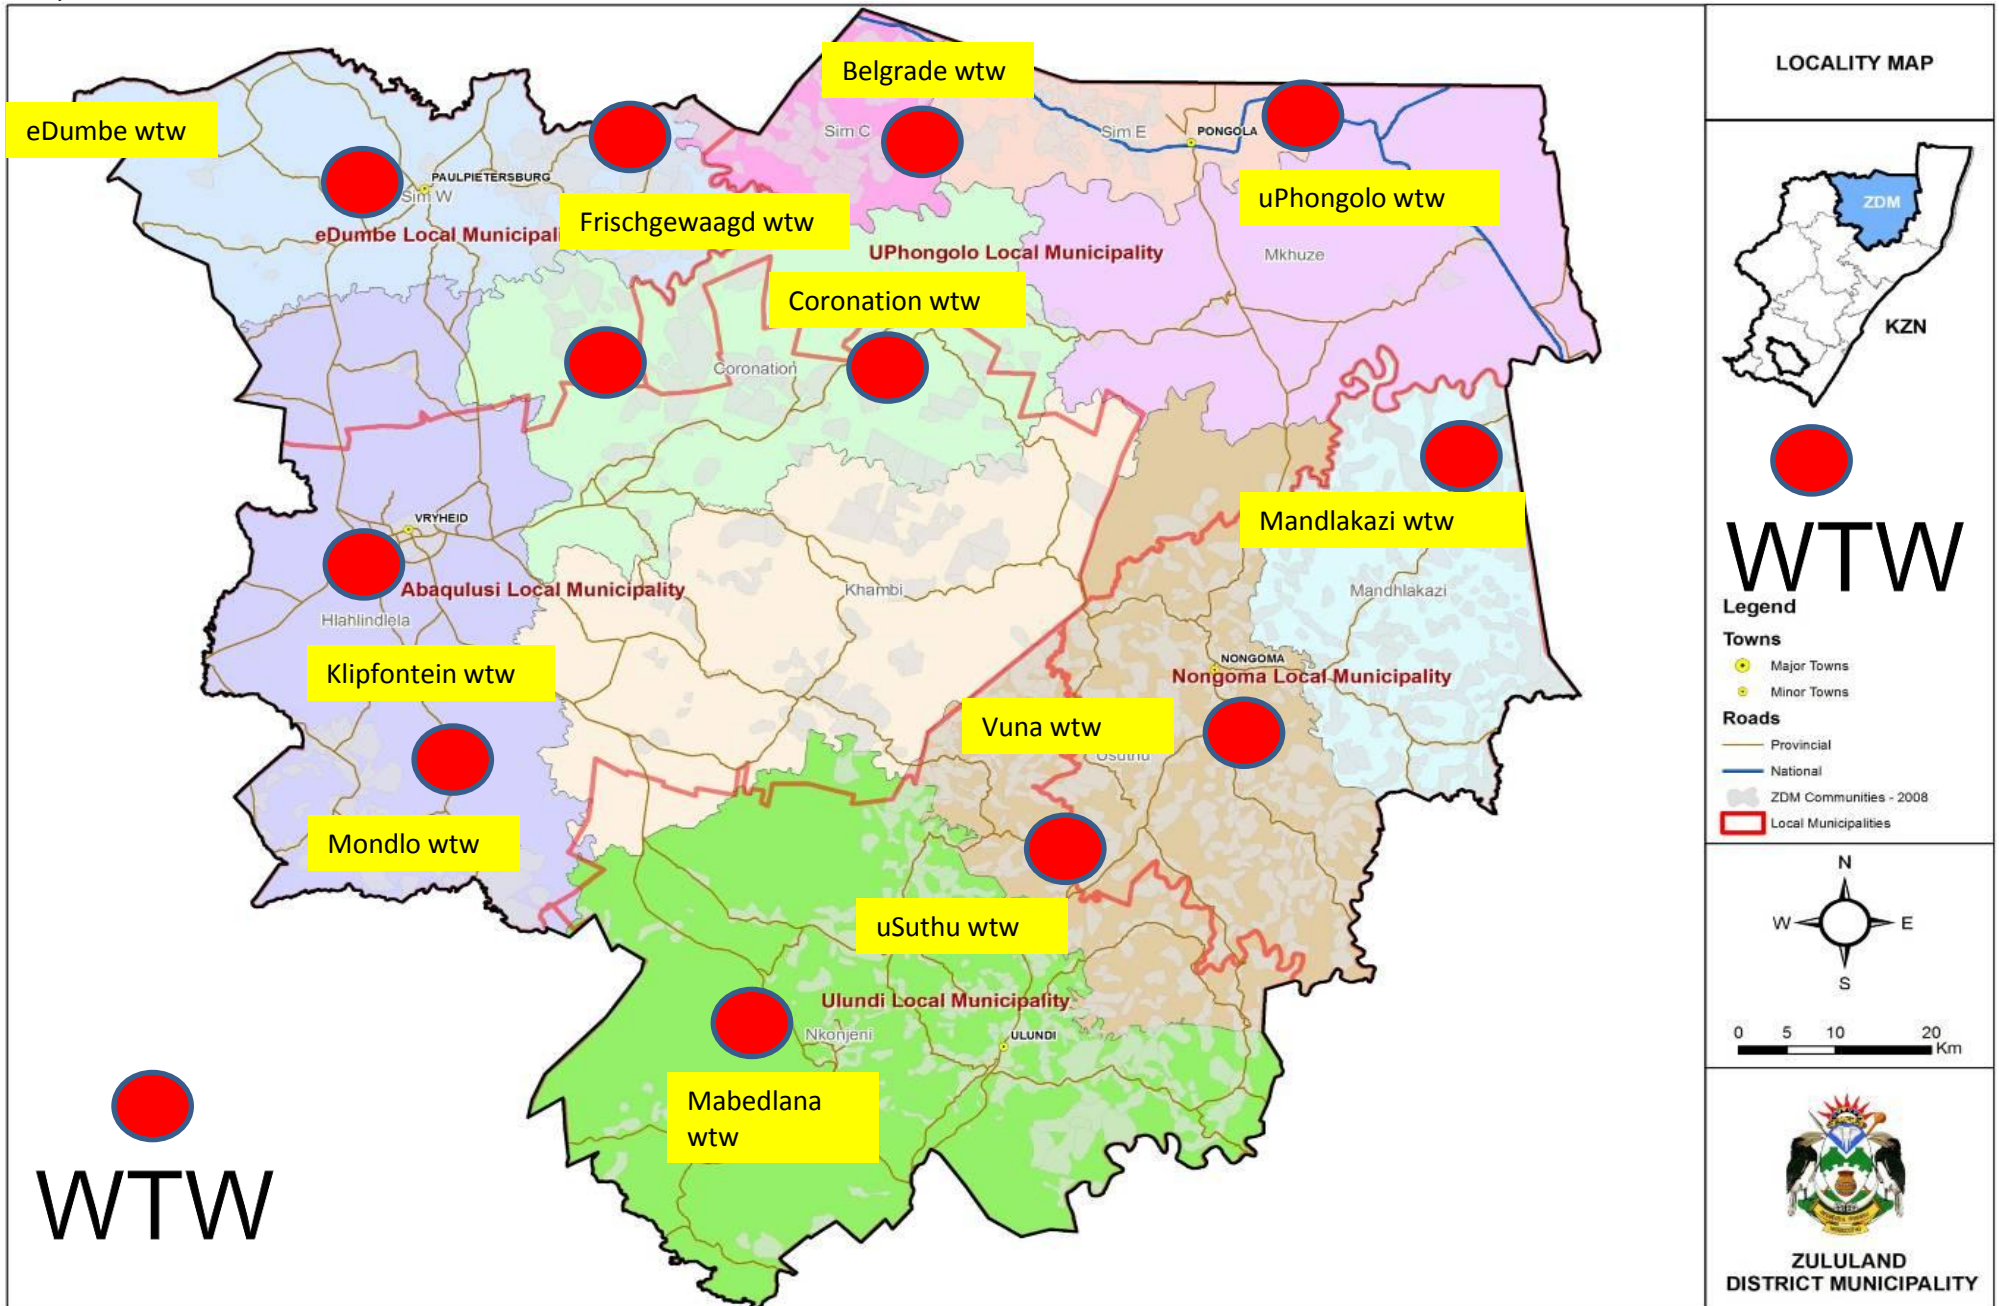 LOCALITY MAP
Belgrade wtw
eDumbe wtw
Sim C
Sim E
PONGOLA
PAULPIETERSBURG
Sim W
Frischgewaagd wtw
uPhongolo wtw
eDumbe Local Municipali
UPhongolo Local Municipality
Mkhuze
Coronation wtw
Coronation
ZDM
KZN
Mandlakazi wtw
VRYHEID
Abaqulusi Local Municipality
Khambi
Mandhlakazi
Hlahlindlela
Klipfontein wtw
NONGOMA
Nongoma Local Municipality
Vuna wtw
Usuthu
Mondlo wtw
uSuthu wtw
Ulundi Local Municipality
Nkonjeni
ULUNDI
Mabedlana
wtw
WTW
WTW
Legend
Towns
Major Towns
Minor Towns
Roads
Provincial
National
ZDM Communities - 2008
Local Municipalities
N
W E
S
0 5 10 20
Km
ZULULAND
DISTRICT MUNICIPALITY